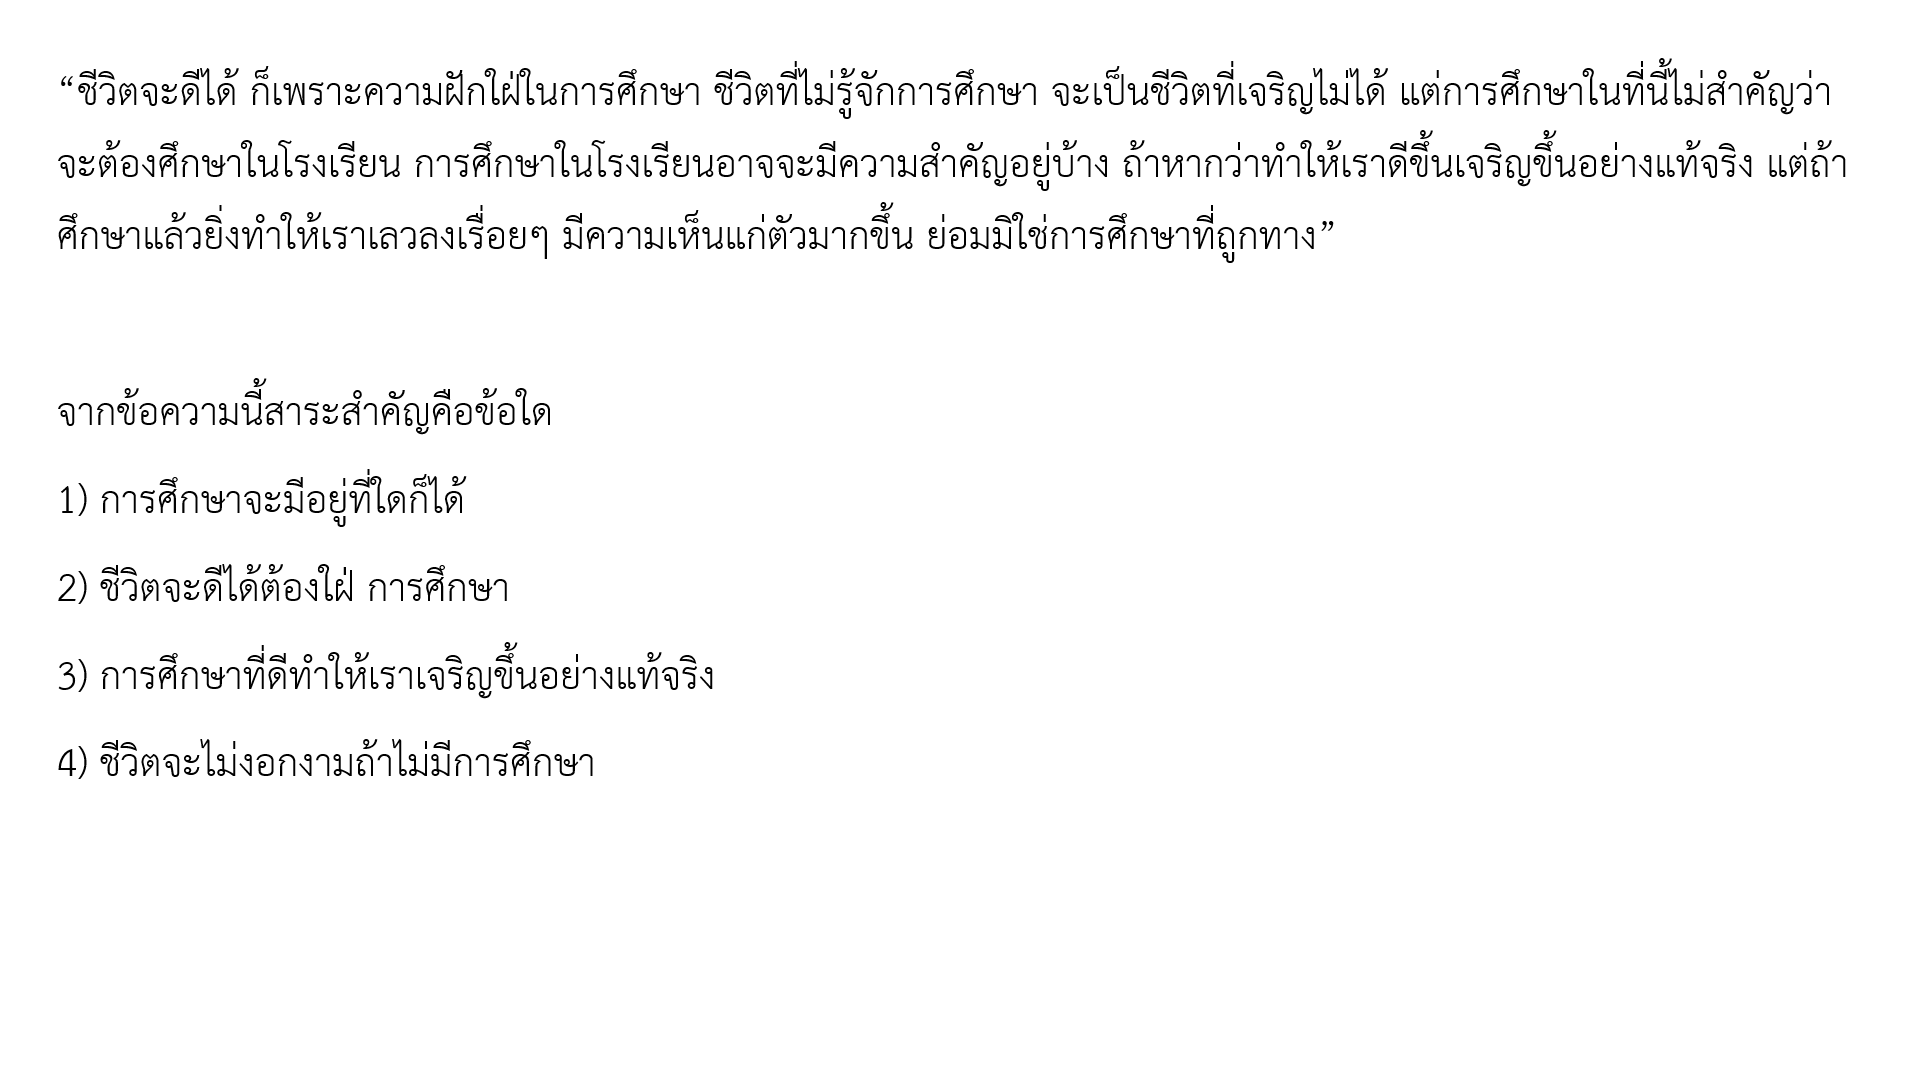 “ชีวิตจะดีได้ ก็เพราะความฝักใฝ่ในการศึกษา ชีวิตที่ไม่รู้จักการศึกษา จะเป็นชีวิตที่เจริญไม่ได้ แต่การศึกษาในที่นี้ไม่สำคัญว่า
จะต้องศึกษาในโรงเรียน การศึกษาในโรงเรียนอาจจะมีความสำคัญอยู่บ้าง ถ้าหากว่าทำให้เราดีขึ้นเจริญขึ้นอย่างแท้จริง แต่ถ้า
ศึกษาแล้วยิ่งทำให้เราเลวลงเรื่อยๆ มีความเห็นแก่ตัวมากขึ้น ย่อมมิใช่การศึกษาที่ถูกทาง”
จากข้อความนี้สาระสำคัญคือข้อใด
1) การศึกษาจะมีอยู่ที่ใดก็ได้
2) ชีวิตจะดีได้ต้องใฝ่ การศึกษา
3) การศึกษาที่ดีทำให้เราเจริญขึ้นอย่างแท้จริง
4) ชีวิตจะไม่งอกงามถ้าไม่มีการศึกษา